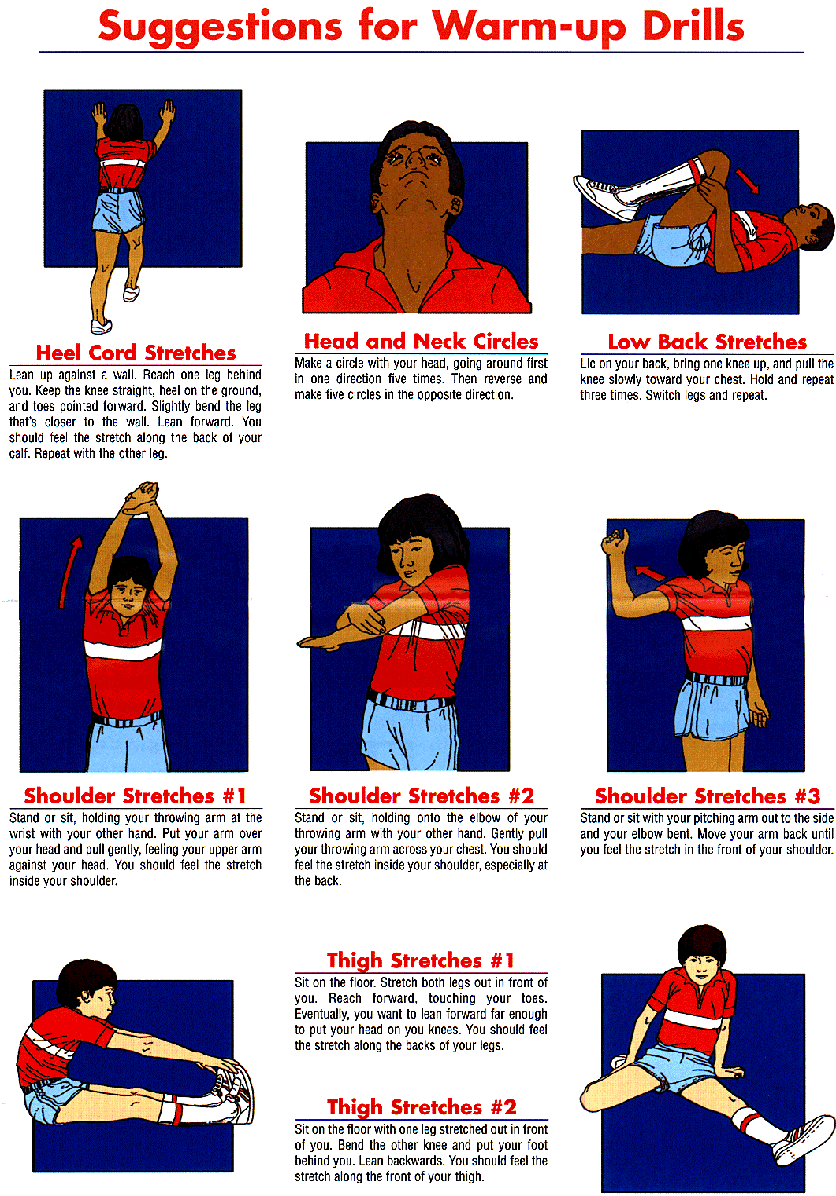 Suggestions for Warm-up Drills
Heel Cord Stretches
Lean up against a wall. Reach one leg behind
you. Keep the knee straight, heel on the ground,
and toes pointed forward. Slightly bend the leg
that's closer to the wall. Lean forward. You
should feel the stretch along the back of your
calf. Repeat with the other leg.
Head and Neck Circles
Make a circle with your head, going around first
in one direction five times. Then reverse and
make five circles in the opposite direction.
Low Back Stretches
Lie on your back, bring one knee up, and pull the
knee slowly toward your chest. Hold and repeat
three times. Switch legs and repeat.
Shoulder Stretches #1
Stand or sit, holding your throwing arm at the
wrist with your other hand. Put your arm over
your head and pull gently, feeling your upper arm
against your head. You should feel the stretch
inside your shoulder.
Shoulder Stretches #2
Stand or sit, holding onto the elbow of your
throwing arm with your other hand. Gently pull
your throwing arm across your chest. You should
feel the stretch inside your shoulder, especially at
the back.
Shoulder Stretches #3
Stand or sit with your pitching arm out to the side
and your elbow bent. Move your arm back until
you feel the stretch in the front of your shoulder.
Thigh Stretches #1
Sit on the floor. Stretch both legs out in front of
you. Reach forward, touching your toes.
Eventually, you want to lean forward far enough
to put your head on you knees. You should feel
the stretch along the backs of your legs.
Thigh Stretches #2
Sit on the floor with one leg stretched out in front
of you. Bend the other knee and put your foot
behind you. Lean backwards. You should feel the
stretch along the front of your thigh.